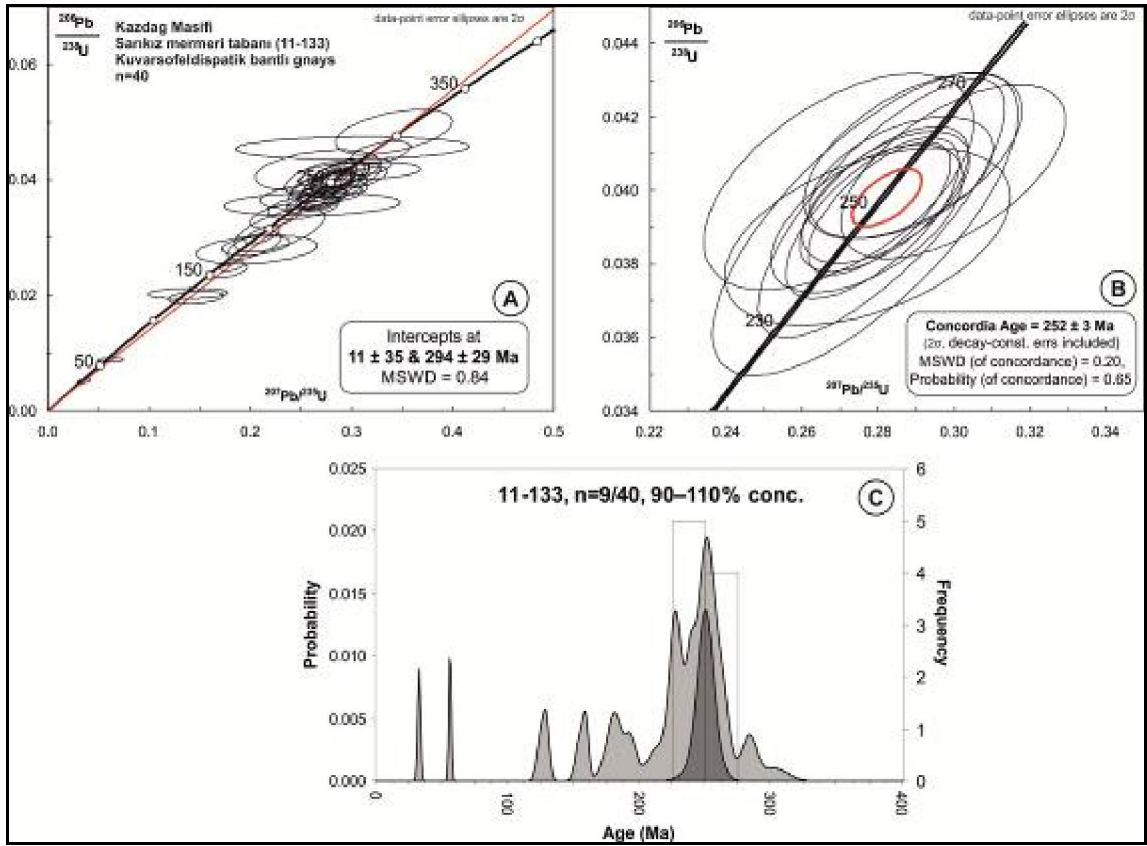 data-point error ellipses are 2σ
²⁰⁶Pb
²³⁸U
Kazdag Masifi
Sarıkız mermeri tabanı (11-133)
Kuvarsofeldispatik bantlı gnays
n=40
0.06
0.04
0.02
0.00
350
150
50
A
Intercepts at
11 ± 35 & 294 ± 29 Ma
MSWD = 0.84
²⁰⁷Pb/²³⁵U
0.0 0.1 0.2 0.3 0.4 0.5
data-point error ellipses are 2σ
²⁰⁶Pb
²³⁸U
0.044
0.042
0.040
0.038
0.036
0.034
270
250
230
B
Concordia Age = 252 ± 3 Ma
(2σ, decay-const. errs included)
MSWD (of concordance) = 0.20,
Probability (of concordance) = 0.65
²⁰⁷Pb/²³⁵U
0.22 0.24 0.26 0.28 0.30 0.32 0.34
11-133, n=9/40, 90–110% conc.
C
Probability
0.025
0.020
0.015
0.010
0.005
0.000
Frequency
6
5
4
3
2
1
0
0 100 200 300 400
Age (Ma)